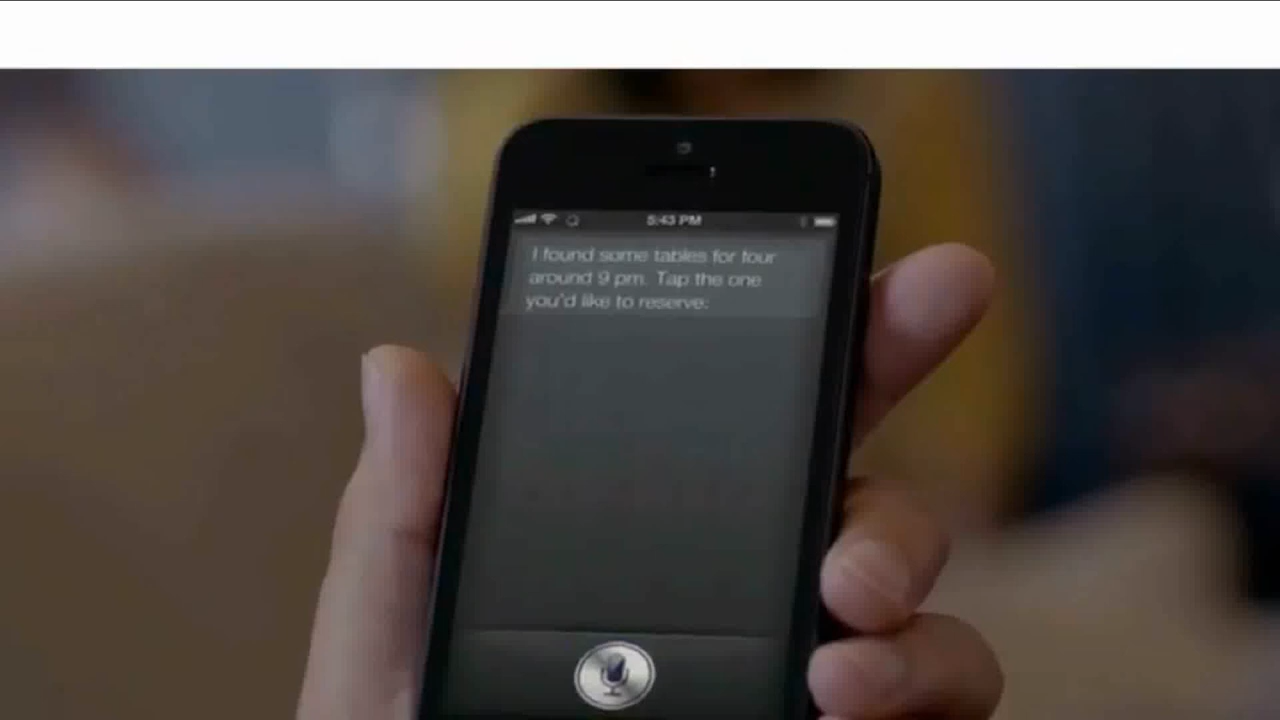 5:43 PM
I found some tables for four
around 9 pm. Tap the one
you'd like to reserve: